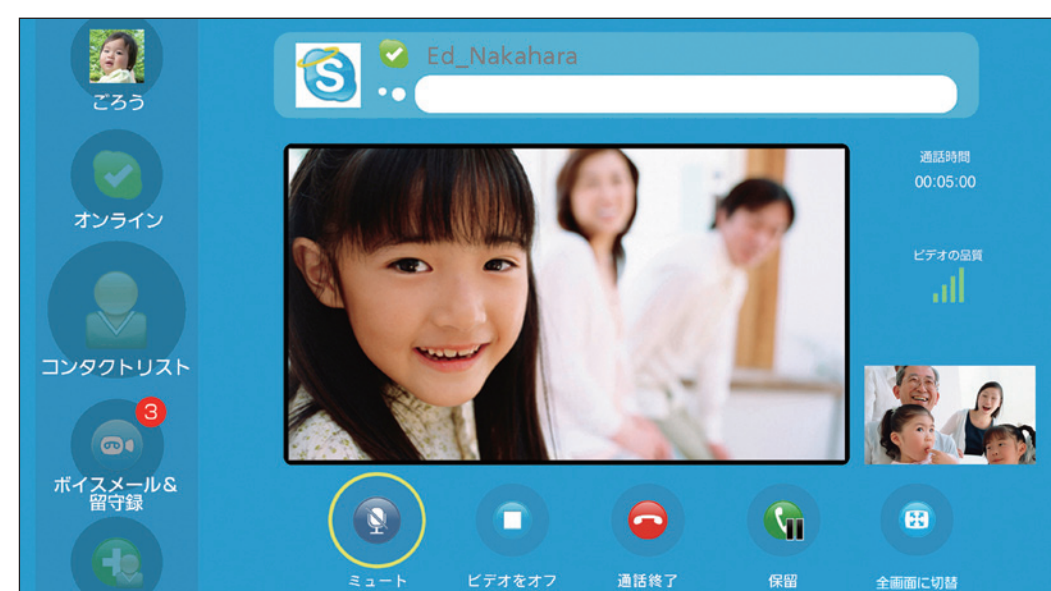 ごろう
オンライン
コンタクトリスト
3
ボイスメール&
留守録
S
Ed_Nakahara
通話時間
00:05:00
ビデオの品質
ミュート
ビデオをオフ
通話終了
保留
全画面に切替